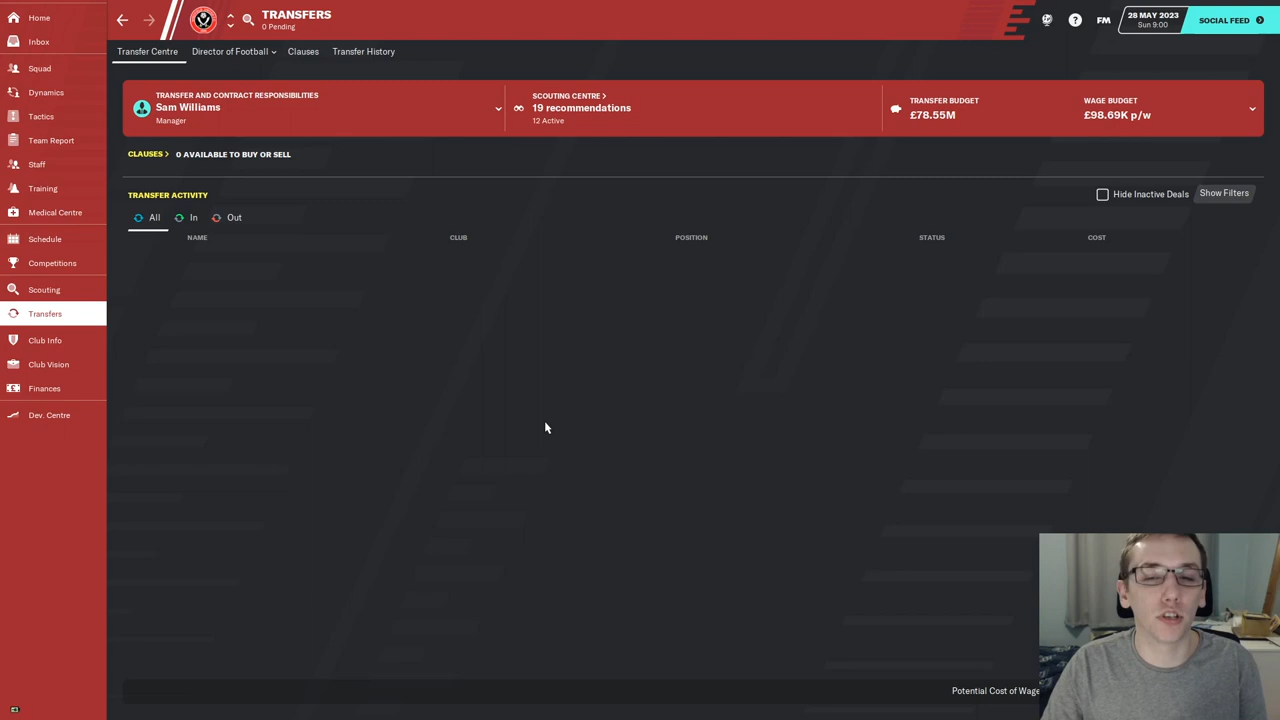 Home
Inbox
Squad
Dynamics
Tactics
Team Report
Staff
Training
Medical Centre
Schedule
Competitions
Scouting
Transfers
Club Info
Club Vision
Finances
Dev. Centre
TRANSFERS
0 Pending
FM
28 MAY 2023
Sun 9:00
SOCIAL FEED
Transfer Centre
Director of Football
Clauses
Transfer History
TRANSFER AND CONTRACT RESPONSIBILITIES
Sam Williams
Manager
SCOUTING CENTRE >
19 recommendations
12 Active
TRANSFER BUDGET
£78.55M
WAGE BUDGET
£98.69K p/w
CLAUSES > 0 AVAILABLE TO BUY OR SELL
TRANSFER ACTIVITY
Hide Inactive Deals
Show Filters
All
In
Out
NAME
CLUB
POSITION
STATUS
COST
Potential Cost of Wage